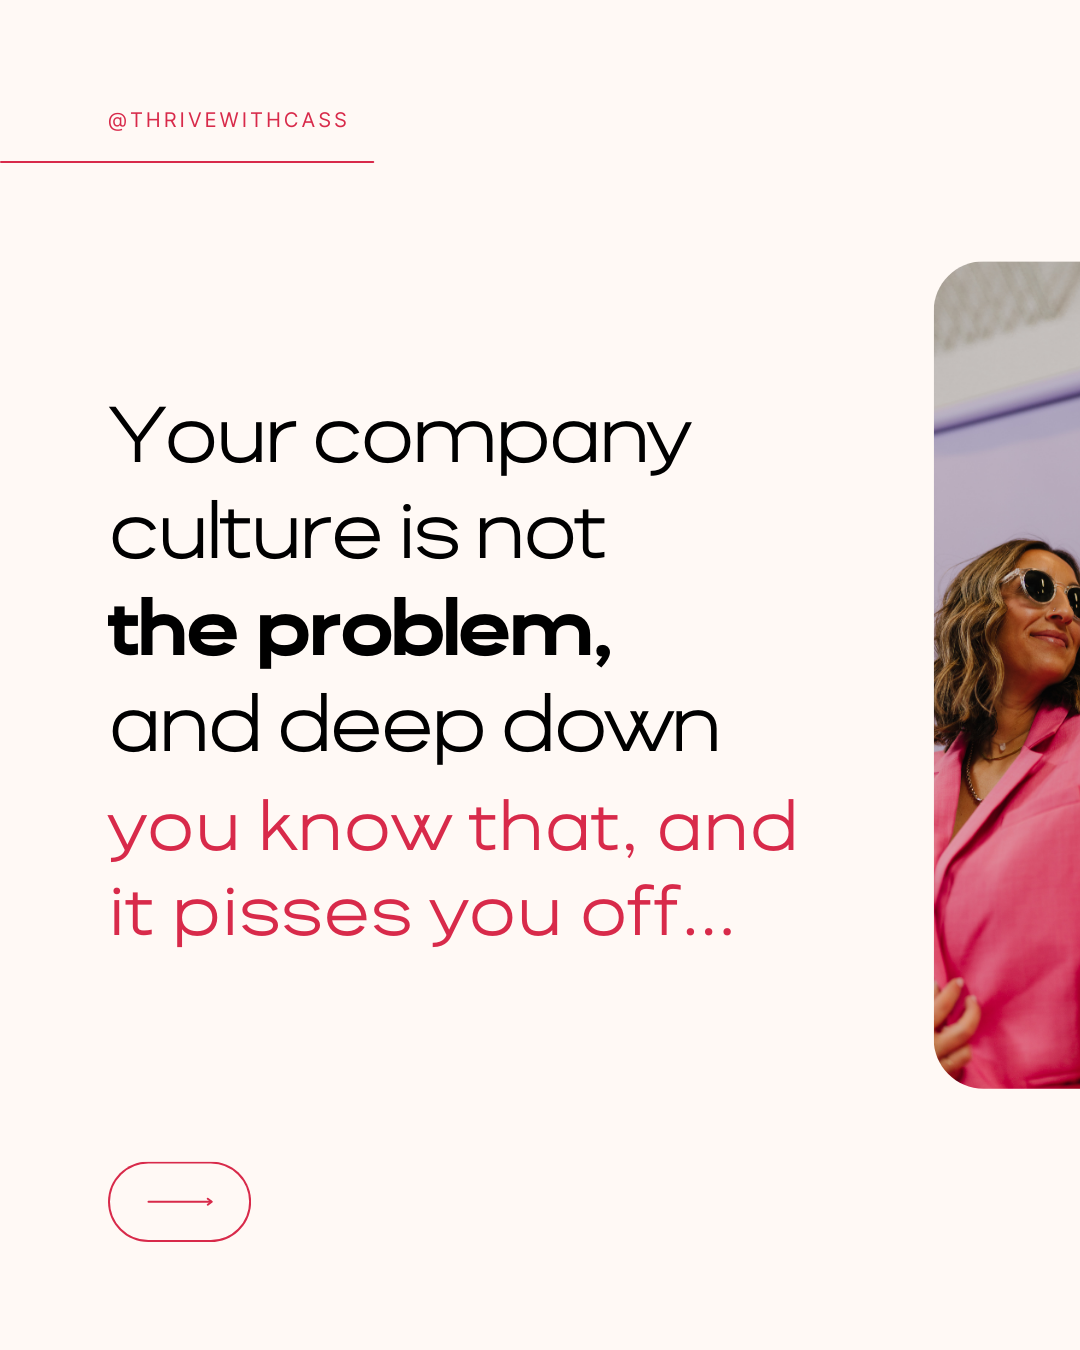 @THRIVEWITHCASS
Your company
culture is not
the problem,
and deep down
you know that, and
it pisses you off...